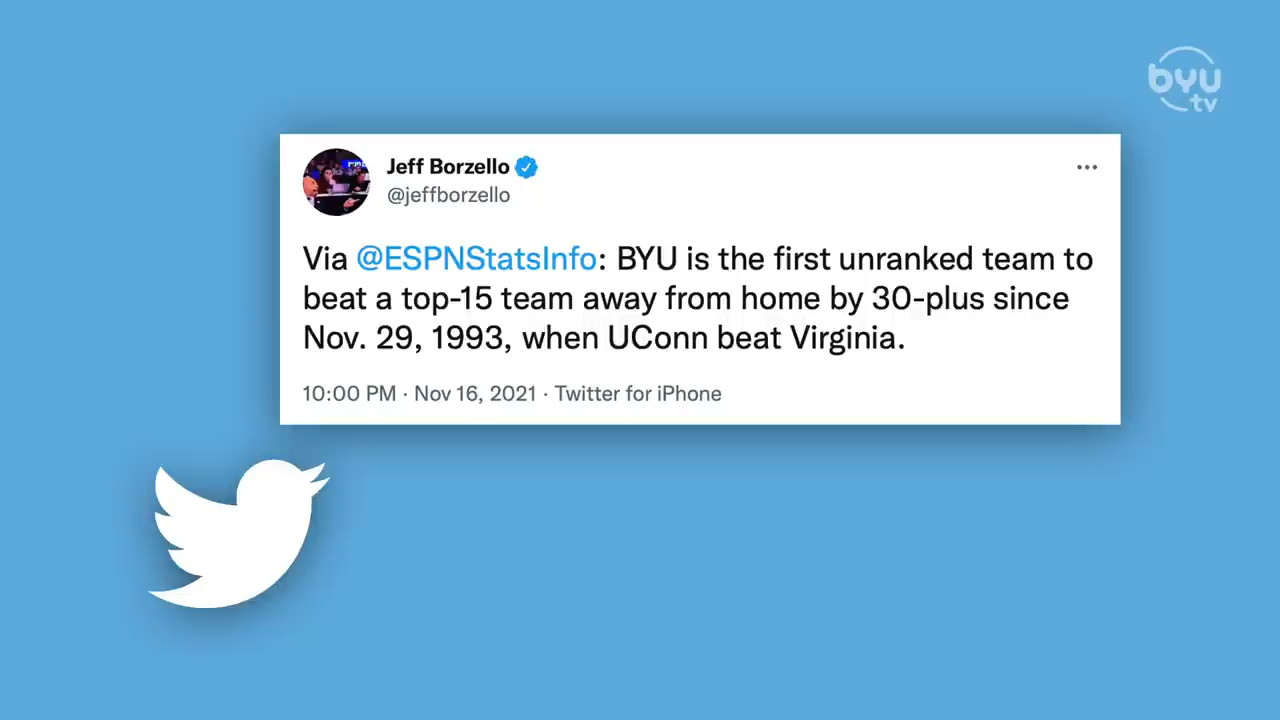 byu
tv
Jeff Borzello
@jeffborzello
Via @ESPNStatsInfo: BYU is the first unranked team to
beat a top-15 team away from home by 30-plus since
Nov. 29, 1993, when UConn beat Virginia.
10:00 PM · Nov 16, 2021 · Twitter for iPhone